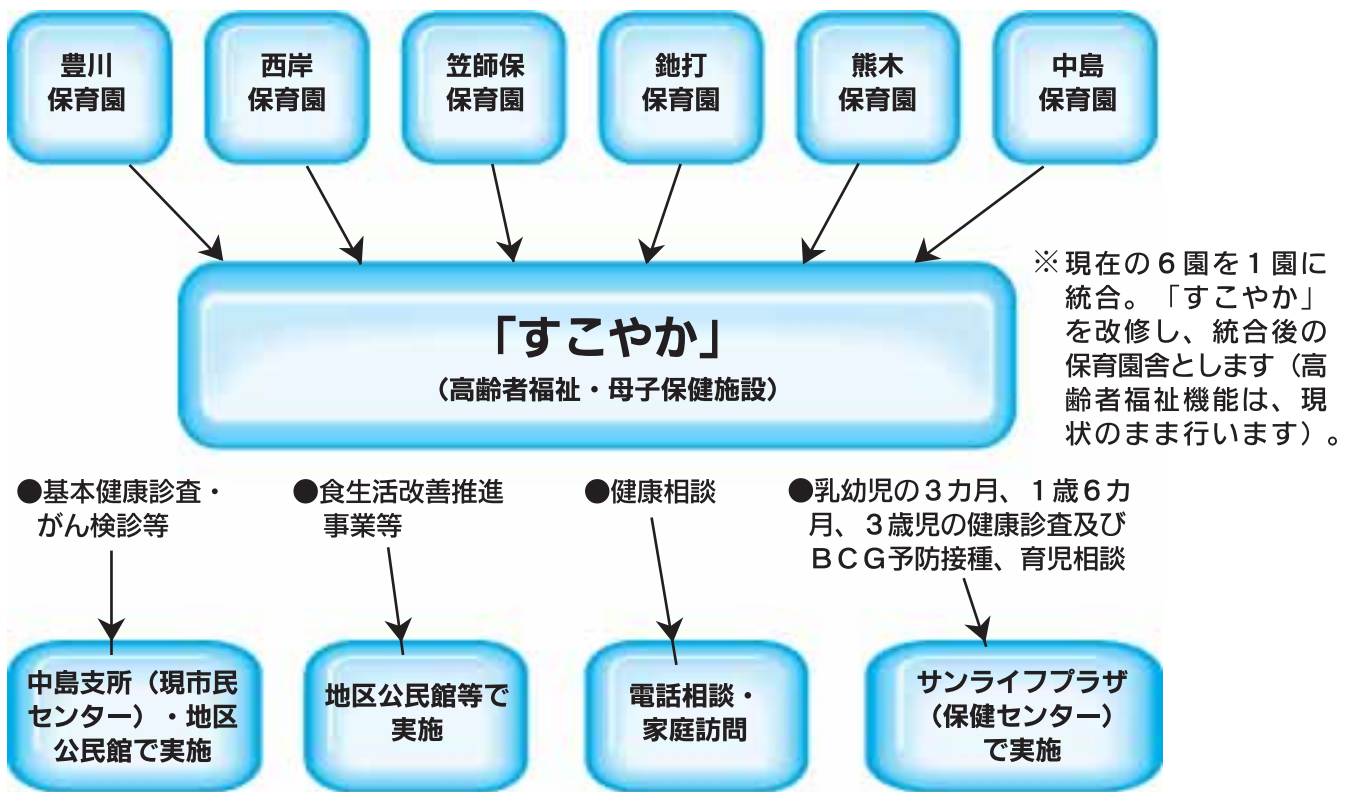 豊川
保育園
西岸
保育園
笠師保
保育園
釶打
保育園
熊木
保育園
中島
保育園
「すこやか」
（高齢者福祉・母子保健施設）
※現在の６園を１園に
統合。「すこやか」
を改修し、統合後の
保育園舎とします（高
齢者福祉機能は、現
状のまま行います）。
●基本健康診査・
がん検診等
●食生活改善推進
事業等
●健康相談
●乳幼児の３カ月、１歳６カ
月、３歳児の健康診査及び
ＢＣＧ予防接種、育児相談
中島支所（現市民
センター）・地区
公民館で実施
地区公民館等で
実施
電話相談・
家庭訪問
サンライフプラザ
（保健センター）
で実施